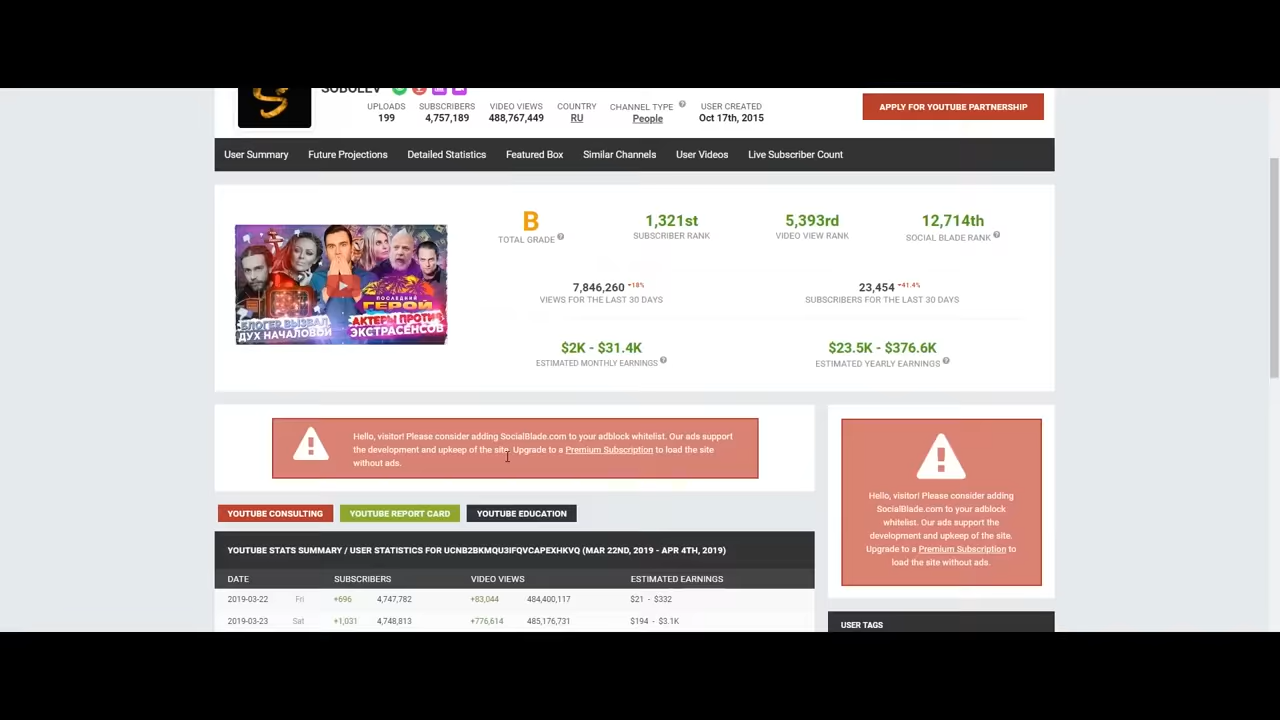 SOBOLEV
UPLOADS
199
SUBSCRIBERS
4,757,189
VIDEO VIEWS
488,767,449
COUNTRY
RU
CHANNEL TYPE
People
USER CREATED
Oct 17th, 2015
APPLY FOR YOUTUBE PARTNERSHIP
User Summary Future Projections Detailed Statistics Featured Box Similar Channels User Videos Live Subscriber Count
БЛОГЕР ВЫЗВАЛ
ДУХ НАЧАЛОВОЙ
ПОСЛЕДНИЙ
ГЕРОЙ
АКТЕРЫ ПРОТИВ
ЭКСТРАСЕНСОВ
B
TOTAL GRADE
1,321st
SUBSCRIBER RANK
5,393rd
VIDEO VIEW RANK
12,714th
SOCIAL BLADE RANK
7,846,260 -18%
VIEWS FOR THE LAST 30 DAYS
23,454 -41.4%
SUBSCRIBERS FOR THE LAST 30 DAYS
$2K - $31.4K
ESTIMATED MONTHLY EARNINGS
$23.5K - $376.6K
ESTIMATED YEARLY EARNINGS
Hello, visitor! Please consider adding SocialBlade.com to your adblock whitelist. Our ads support
the development and upkeep of the site. Upgrade to a Premium Subscription to load the site
without ads.
Hello, visitor! Please consider adding
SocialBlade.com to your adblock
whitelist. Our ads support the
development and upkeep of the site.
Upgrade to a Premium Subscription to
load the site without ads.
YOUTUBE CONSULTING YOUTUBE REPORT CARD YOUTUBE EDUCATION
YOUTUBE STATS SUMMARY / USER STATISTICS FOR UCNB2BKMQU3IFQVCAPEXHKVQ (MAR 22ND, 2019 - APR 4TH, 2019)
DATE SUBSCRIBERS VIDEO VIEWS ESTIMATED EARNINGS
2019-03-22 Fri +696 4,747,782 +83,044 484,400,117 $21 - $332
2019-03-23 Sat +1,031 4,748,813 +776,614 485,176,731 $194 - $3.1K
USER TAGS